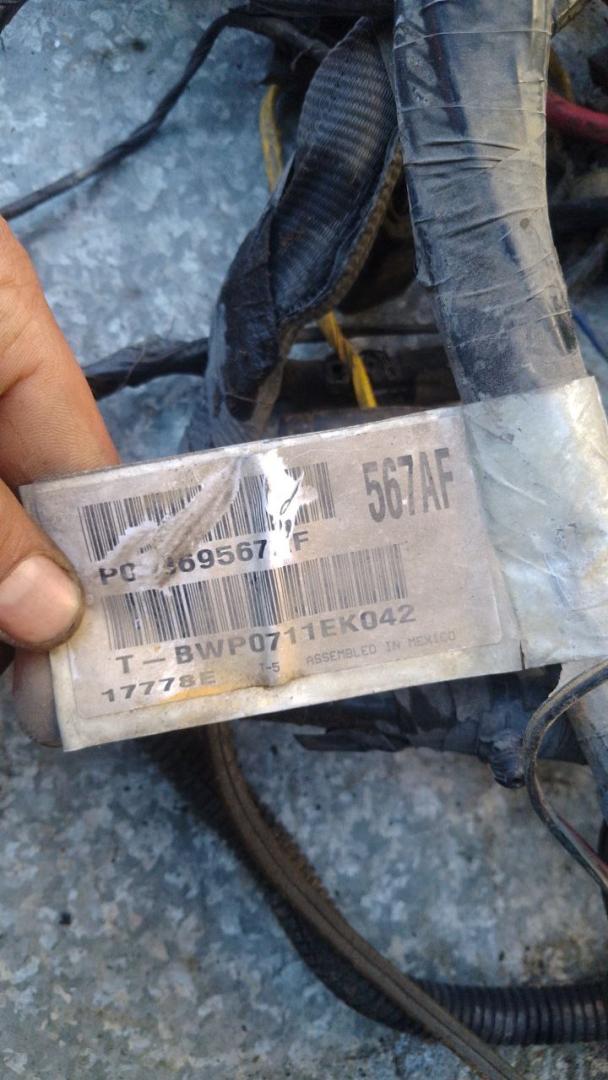 567AF
T-BWP0711EK042
17778E T-5 ASSEMBLED IN MEXICO